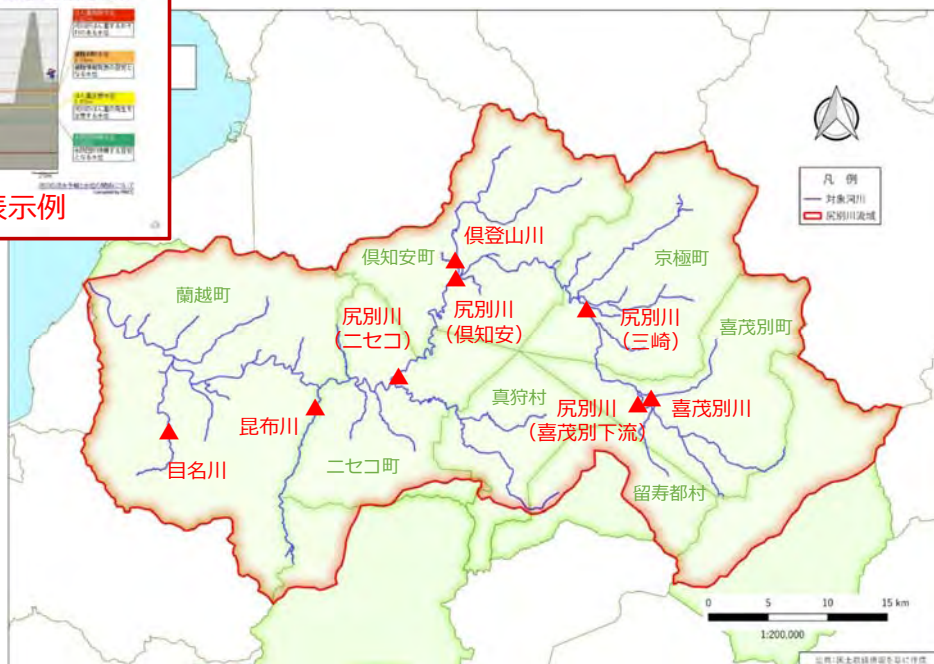 表示例
凡 例
対象河川
尻別川流域
倶登山川
倶知安町
京極町
蘭越町
尻別川
(ニセコ)
尻別川
(倶知安)
尻別川
(三崎)
喜茂別町
真狩村
尻別川
(喜茂別下流)
喜茂別川
昆布川
目名川
ニセコ町
留寿都村
0 5 10 15 km
1:200,000